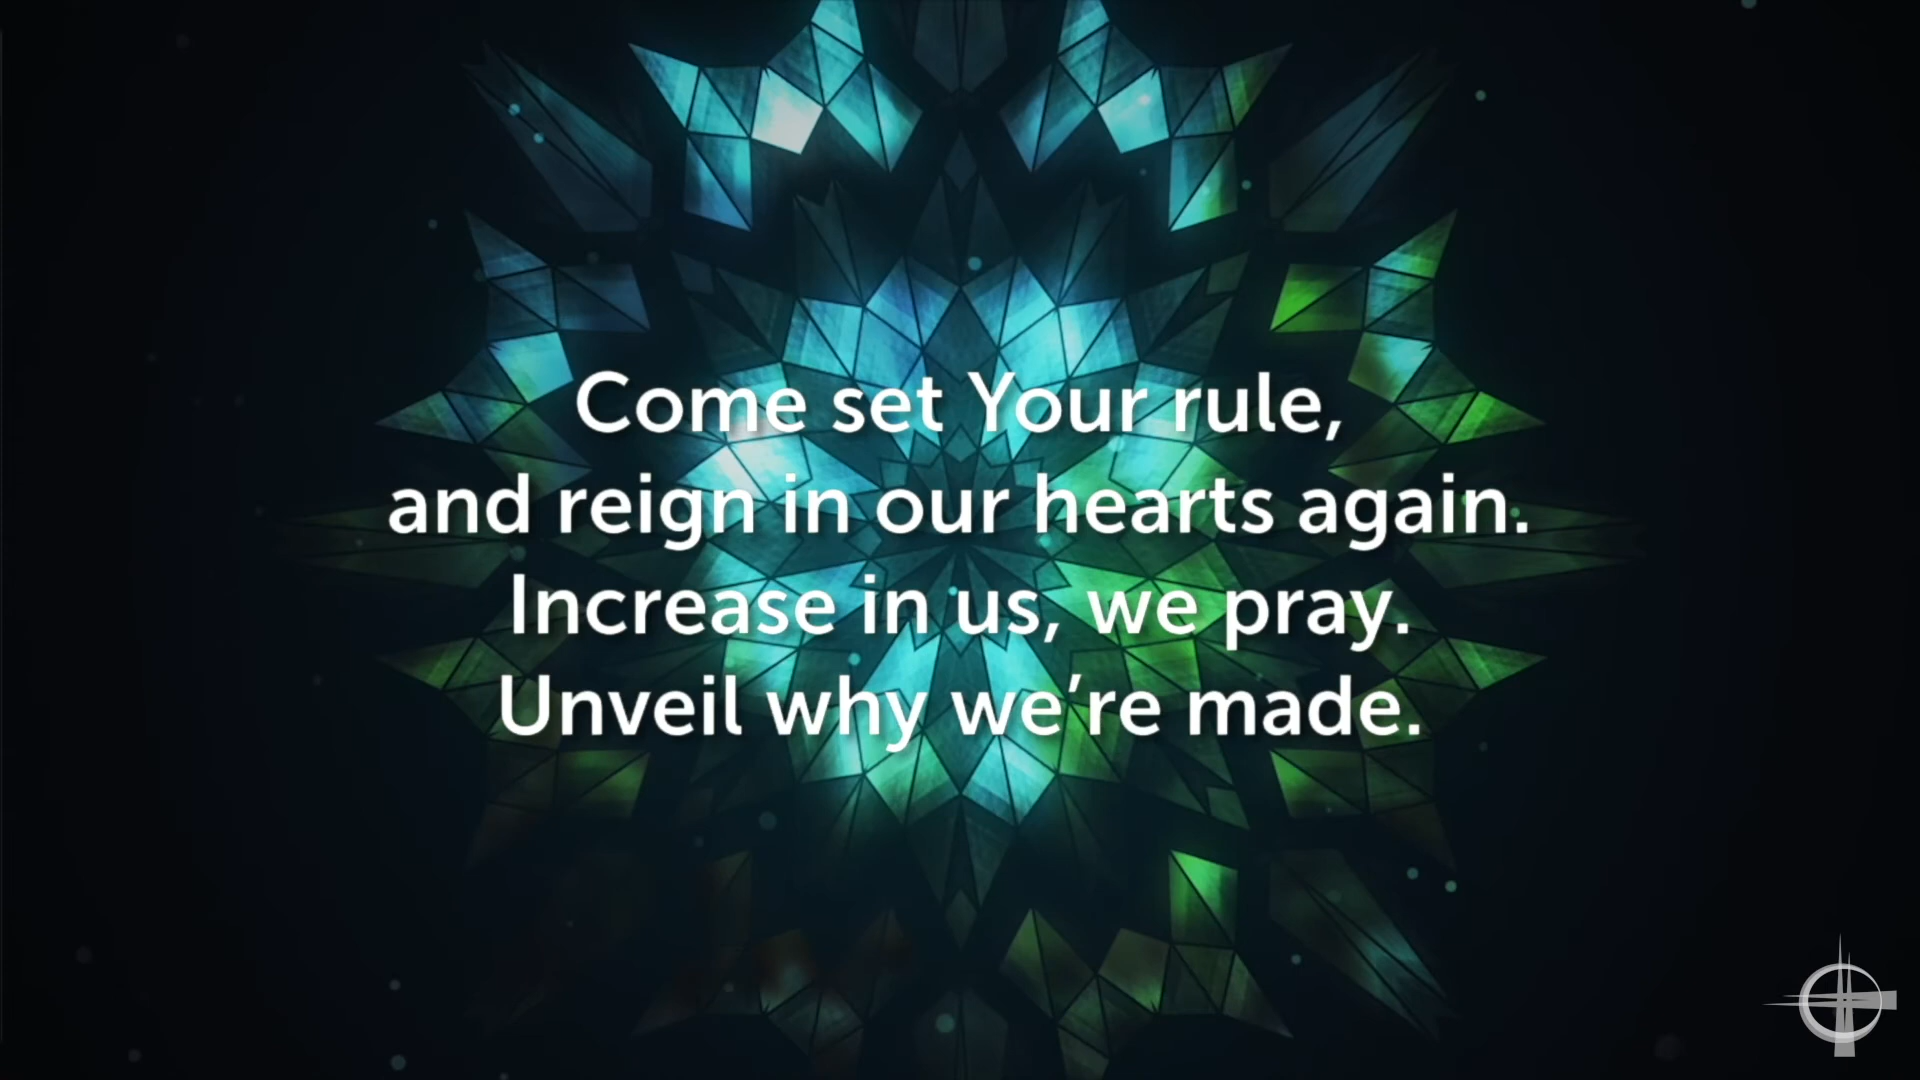 Come set Your rule,
and reign in our hearts again.
Increase in us, we pray.
Unveil why we’re made.